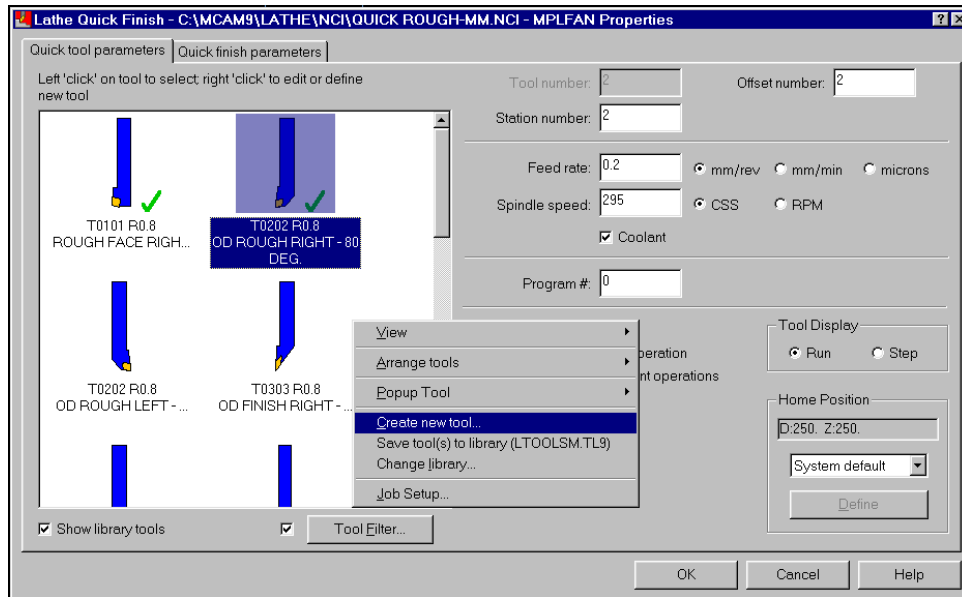 Lathe Quick Finish - C:\MCAM9\LATHE\NCI\QUICK ROUGH-MM.NCI - MPLFAN Properties
Quick tool parameters
Quick finish parameters
Left 'click' on tool to select; right 'click' to edit or define
new tool
T0101 R0.8
ROUGH FACE RIGH...
T0202 R0.8
OD ROUGH RIGHT - 80
DEG.
T0202 R0.8
OD ROUGH LEFT - ...
T0303 R0.8
OD FINISH RIGHT - ...
Show library tools
Tool Filter...
Tool number: 2
Offset number: 2
Station number: 2
Feed rate: 0.2
mm/rev
mm/min
microns
Spindle speed: 295
CSS
RPM
Coolant
Program #: 0
View
Arrange tools
Popup Tool
Create new tool...
Save tool(s) to library (LTOOLSM.TL9)
Change library...
Job Setup...
peration
nt operations
Tool Display
Run
Step
Home Position
D:250. Z:250.
System default
Define
OK
Cancel
Help